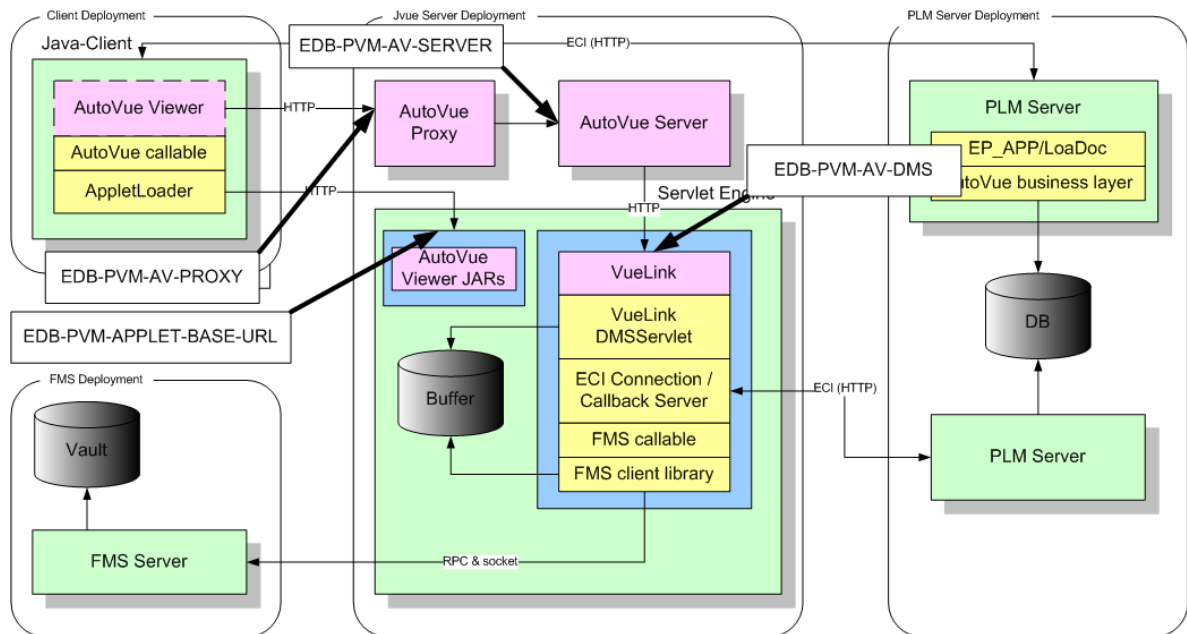 Client Deployment
Java-Client
AutoVue Viewer
AutoVue callable
AppletLoader
HTTP
HTTP
EDB-PVM-AV-SERVER
EDB-PVM-AV-PROXY
EDB-PVM-APPLET-BASE-URL
Jvue Server Deployment
ECI (HTTP)
AutoVue
Proxy
AutoVue Server
HTTP
Servlet Engine
EDB-PVM-AV-DMS
AutoVue
Viewer JARs
VueLink
VueLink
DMSServlet
ECI Connection /
Callback Server
FMS callable
FMS client library
Buffer
RPC & socket
ECI (HTTP)
PLM Server Deployment
PLM Server
EP_APP/LoaDoc
utoVue business layer
DB
PLM Server
FMS Deployment
Vault
FMS Server